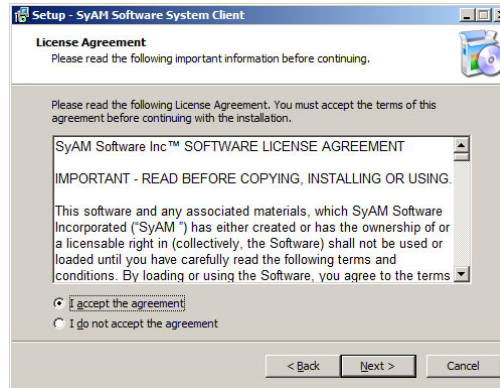 Setup - SyAM Software System Client
License Agreement
Please read the following important information before continuing.
Please read the following License Agreement. You must accept the terms of this
agreement before continuing with the installation.
SyAM Software Inc™ SOFTWARE LICENSE AGREEMENT
IMPORTANT - READ BEFORE COPYING, INSTALLING OR USING.
This software and any associated materials, which SyAM Software
Incorporated ("SyAM ") has either created or has the ownership of or
a licensable right in (collectively, the Software) shall not be used or
loaded until you have carefully read the following terms and
conditions. By loading or using the Software, you agree to the terms
I accept the agreement
I do not accept the agreement
< Back
Next >
Cancel